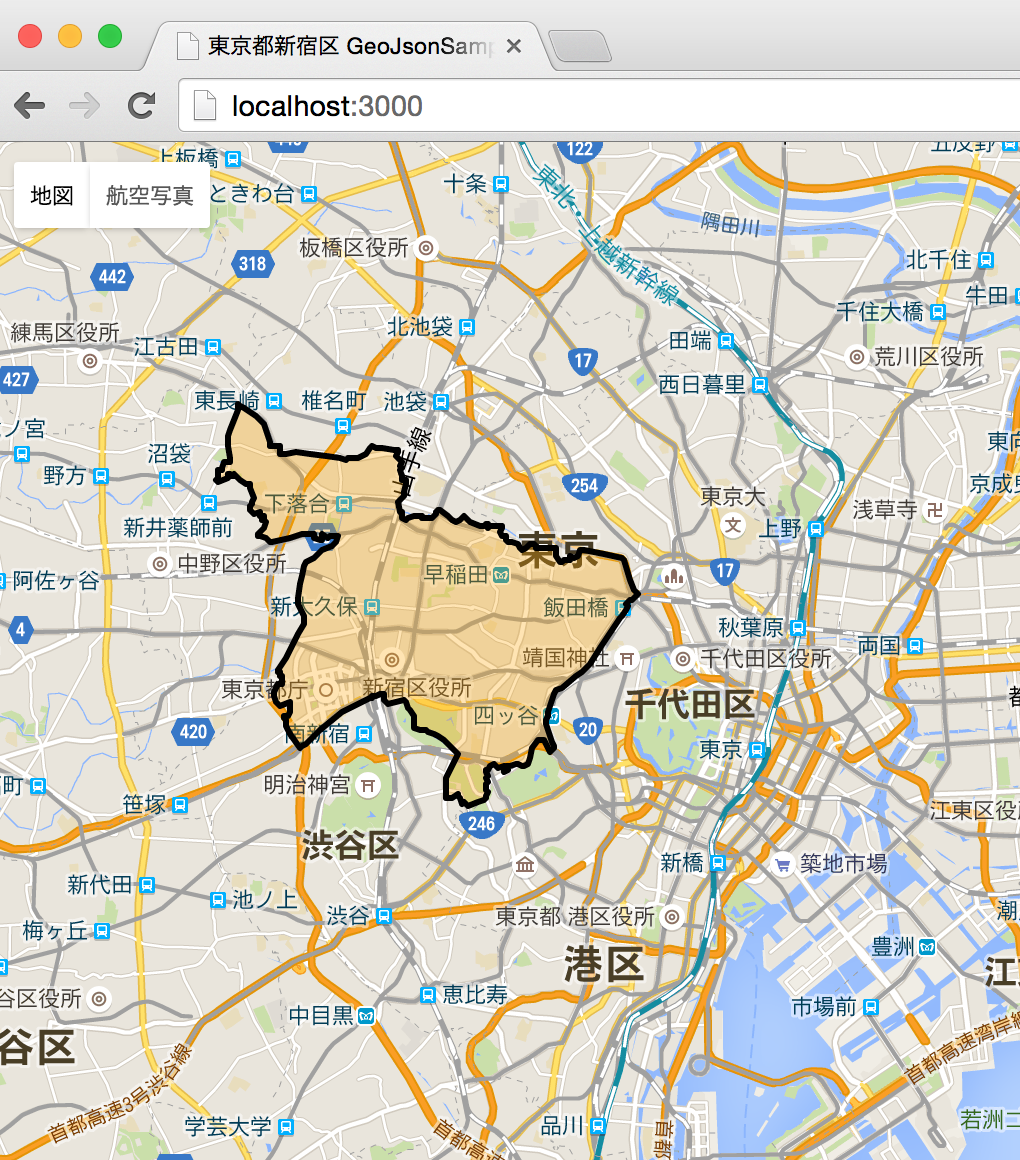 東京都新宿区 GeoJsonSamp
localhost:3000
上板橋
122
五反野
地図
航空写真
ときわ台
十条
東北・上越新幹線
隅田川
板橋区役所
318
442
北千住
牛田
千住大橋
練馬区役所
江古田
北池袋
田端
荒川区役所
17
427
西日暮里
東長崎
椎名町
池袋
山手線
沼袋
野方
254
東京大
浅草寺
新井薬師前
下落合
上野
東京
中野区役所
早稲田
17
阿佐ヶ谷
新大久保
飯田橋
4
秋葉原
両国
靖国神社
千代田区役所
東京都庁
新宿区役所
千代田区
四ッ谷
420
南新宿
20
東京
明治神宮
笹塚
246
江東区役所
渋谷区
新橋
築地市場
新代田
池ノ上
渋谷
東京都 港区役所
梅ヶ丘
豊洲
港区
谷区役所
恵比寿
市場前
中目黒
谷区
首都高速湾岸線
首都高速3号渋谷線
学芸大学
品川
首都高速
首都